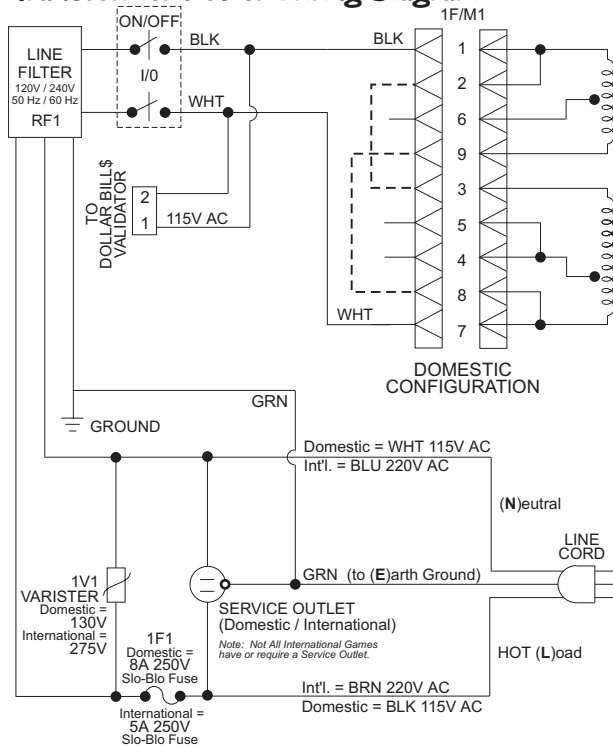 1F/M1
ON/OFF
BLK
BLK
LINE
FILTER
120V / 240V
50 Hz / 60 Hz
RF1
I/0
WHT
1
2
6
9
3
5
4
8
7
TO
DOLLAR BILL$
VALIDATOR
2
1
115V AC
WHT
DOMESTIC
CONFIGURATION
GRN
GROUND
Domestic = WHT 115V AC
Int'l. = BLU 220V AC
(N)eutral
LINE
CORD
GRN (to (E)arth Ground)
1V1
VARISTER
Domestic =
130V
International =
275V
SERVICE OUTLET
(Domestic / International)
Note: Not All International Games
have or require a Service Outlet.
HOT (L)oad
1F1
Domestic =
8A 250V
Slo-Blo Fuse
International =
5A 250V
Slo-Blo Fuse
Int'l. = BRN 220V AC
Domestic = BLK 115V AC